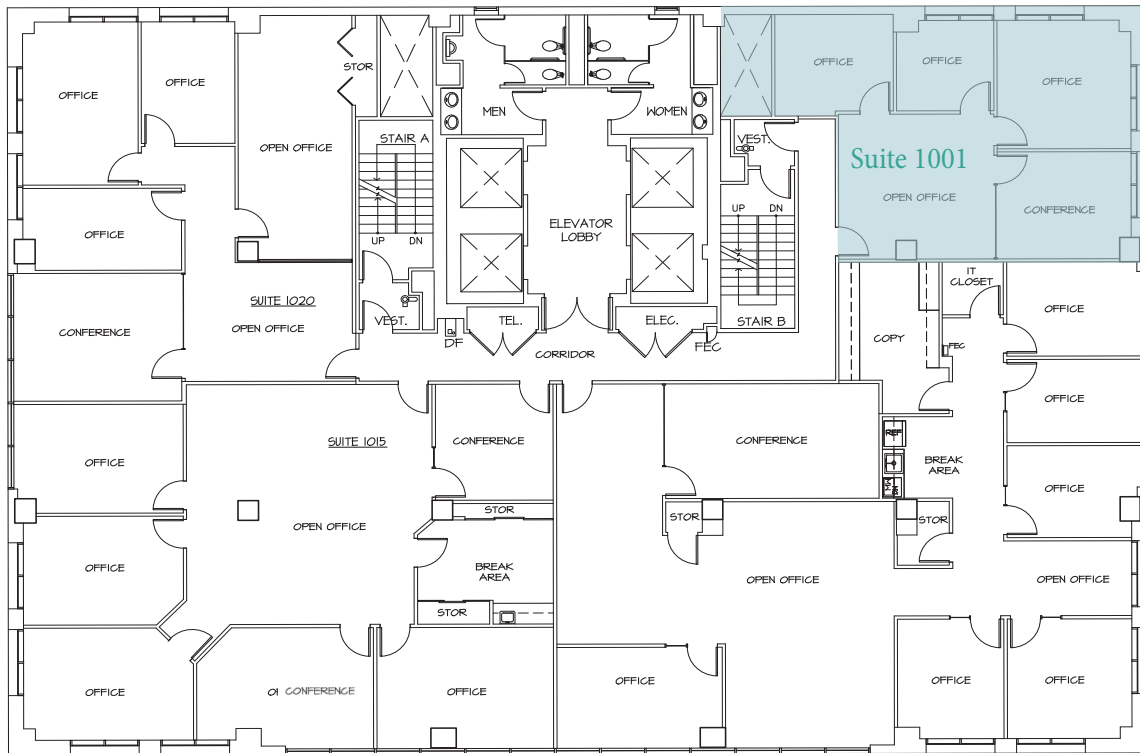 OFFICE
OFFICE
STOR
MEN
WOMEN
OFFICE
OFFICE
OFFICE
STAIR A
VEST.
OPEN OFFICE
Suite 1001
OPEN OFFICE
CONFERENCE
OFFICE
UP
DN
ELEVATOR
LOBBY
UP
DN
IT
CLOSET
SUITE 1020
OPEN OFFICE
CONFERENCE
VEST.
TEL.
ELEC.
STAIR B
OFFICE
DF
FEC
COPY
FEC
CORRIDOR
OFFICE
SUITE 1015
CONFERENCE
CONFERENCE
REF
BREAK
AREA
OFFICE
DW
MW
OFFICE
STOR
STOR
STOR
OPEN OFFICE
OFFICE
BREAK
AREA
OPEN OFFICE
OPEN OFFICE
STOR
OFFICE
O
CONFERENCE
OFFICE
OFFICE
OFFICE
OFFICE